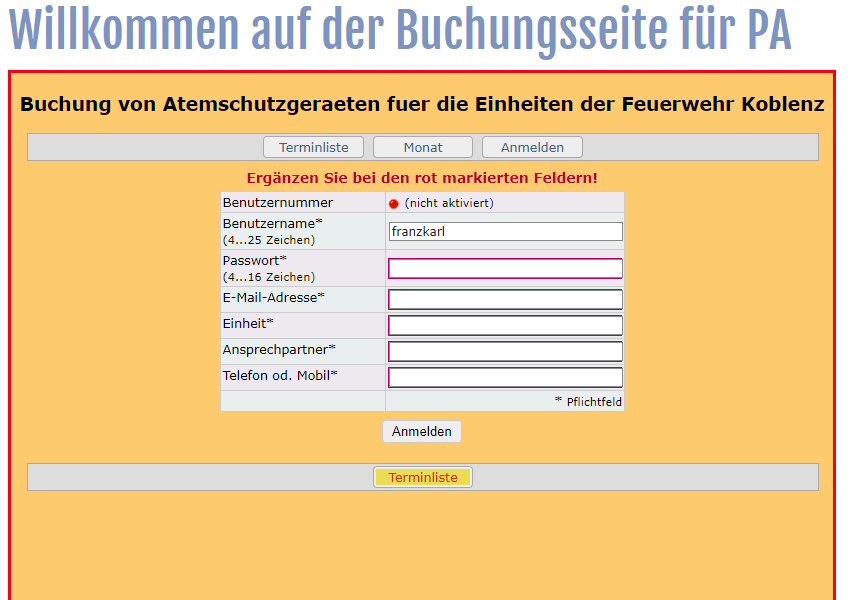 Willkommen auf der Buchungsseite für PA
Buchung von Atemschutzgeraeten fuer die Einheiten der Feuerwehr Koblenz
Terminliste Monat Anmelden
Ergänzen Sie bei den rot markierten Feldern!
Benutzernummer (nicht aktiviert)
Benutzername* franzkarl
(4...25 Zeichen)
Passwort*
(4...16 Zeichen)
E-Mail-Adresse*
Einheit*
Ansprechpartner*
Telefon od. Mobil*
* Pflichtfeld
Anmelden
Terminliste